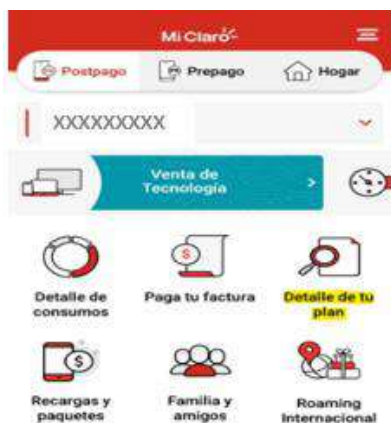 Mi Claro
Postpago Prepago Hogar
XXXXXXXXX
Venta de
Tecnología
Detalle de
consumos
Paga tu factura
Detalle de tu
plan
Recargas y
paquetes
Familia y
amigos
Roaming
Internacional